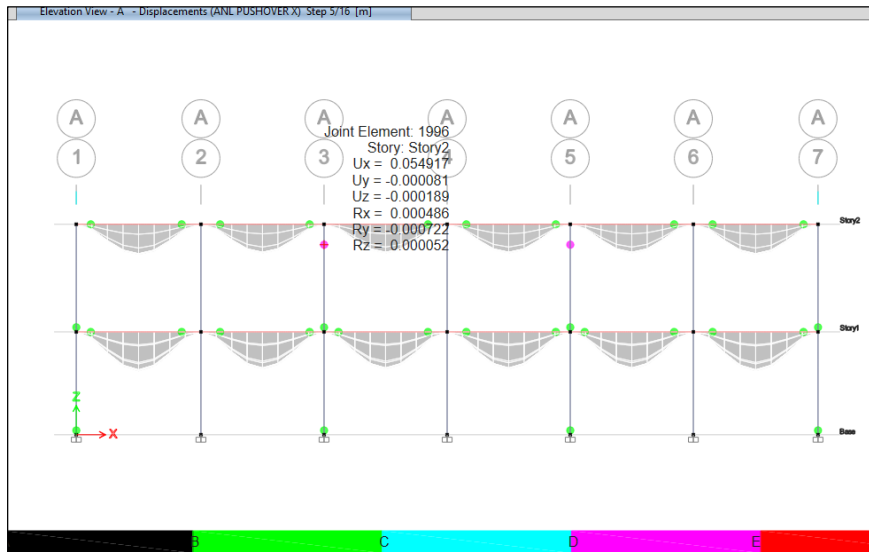 Elevation View - A - Displacements (ANL PUSHOVER X) Step 5/16 [m]
A A A A A A A
1 2 3 4 5 6 7
Joint Element: 1996
Story: Story2
Ux = 0.054917
Uy = -0.000081
Uz = -0.000189
Rx = 0.000486
Ry = -0.000722
Rz = 0.000052
Story2
Story1
Z
X
Base
B C D E